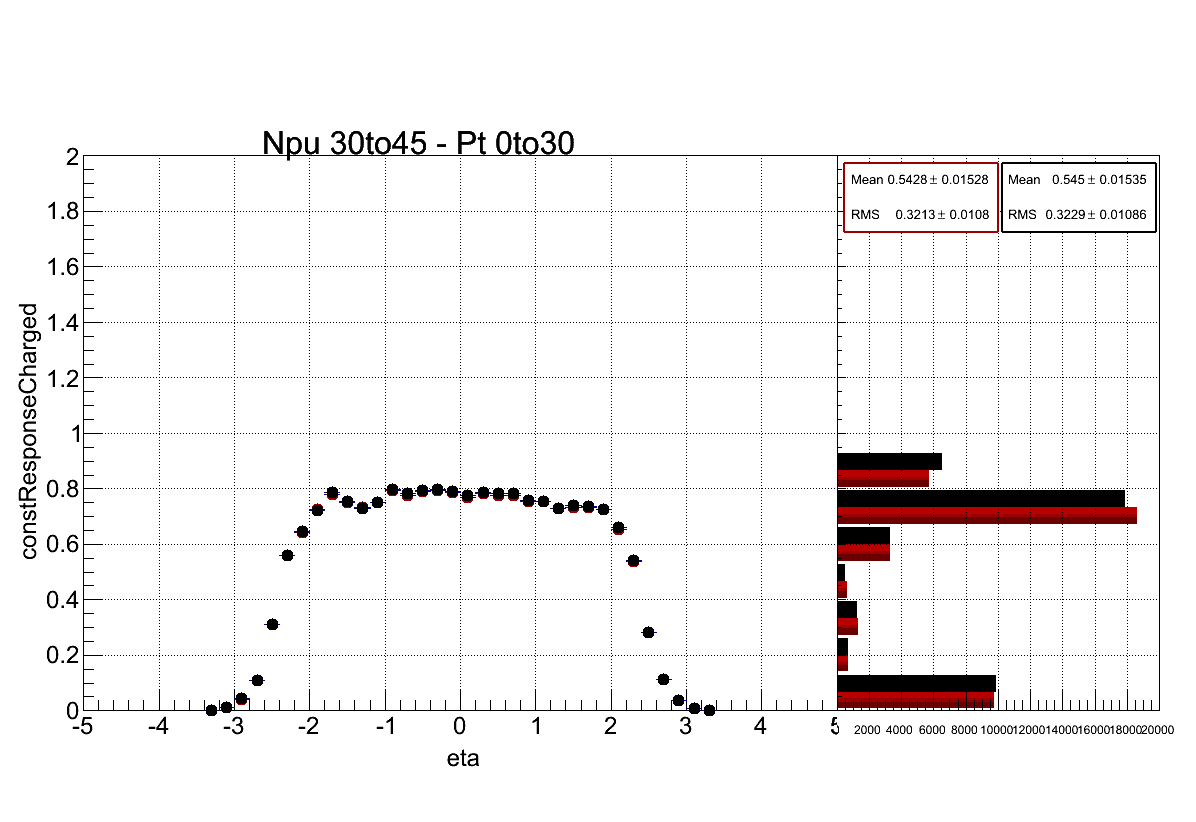 Npu 30to45 - Pt 0to30
Mean 0.5428 ± 0.01528
RMS 0.3213 ± 0.0108
Mean 0.545 ± 0.01535
RMS 0.3229 ± 0.01086
constResponseCharged
2
1.8
1.6
1.4
1.2
1
0.8
0.6
0.4
0.2
0
-5 -4 -3 -2 -1 0 1 2 3 4
2000 4000 6000 8000 10000 12000 14000 16000 18000 20000
eta